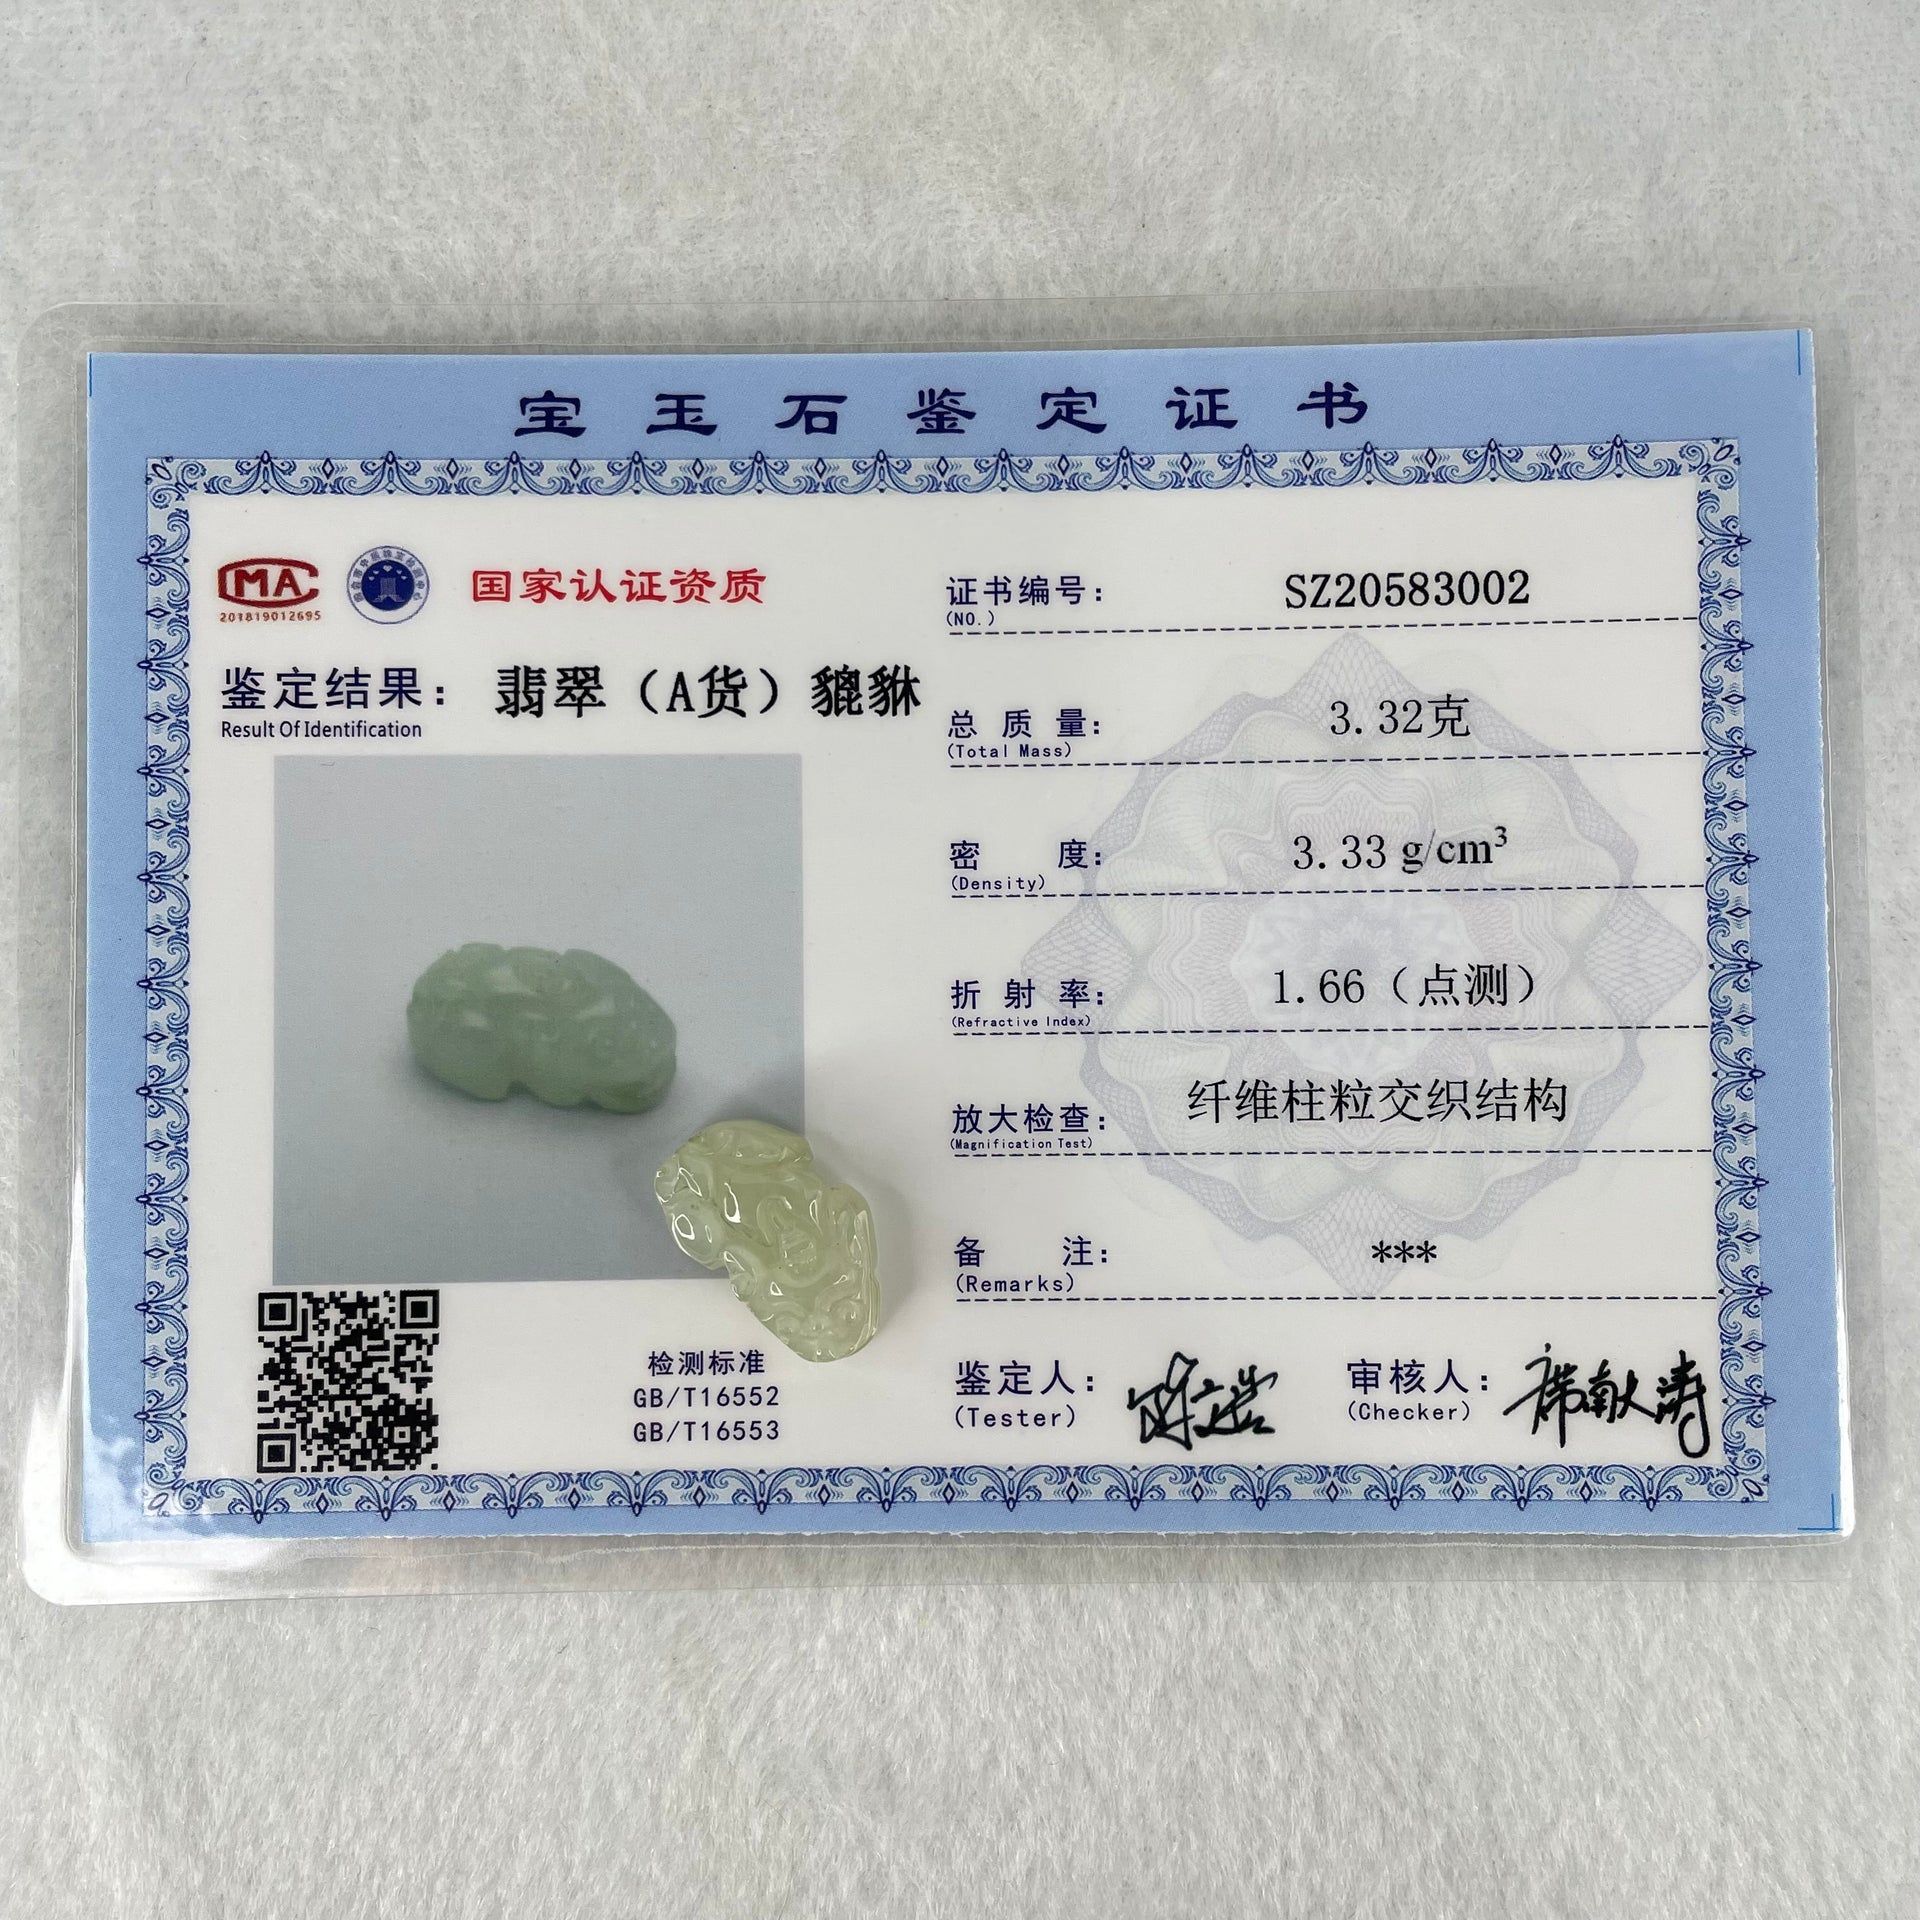 宝玉石鉴定证书
CMA
201819012695
国家认证资质
鉴定结果: 翡翠（A货）貔貅
Result Of Identification
证书编号: SZ20583002
(NO.)
总质量: 3.32克
(Total Mass)
密度: 3.33 g/cm³
(Density)
折射率: 1.66（点测）
(Refractive Index)
放大检查: 纤维柱粒交织结构
(Magnification Test)
备注: ***
(Remarks)
检测标准
GB/T16552
GB/T16553
鉴定人:
(Tester)
审核人:
(Checker)